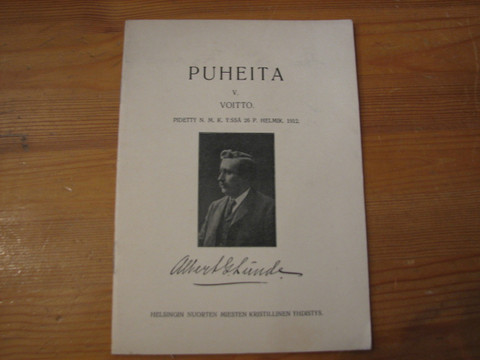 PUHEITA
V.
VOITTO.
PIDETTY N. M. K. Y:SSÄ 26 P. HELMIK. 1912.
Albert G Lunde
HELSINGIN NUORTEN MIESTEN KRISTILLINEN YHDISTYS.